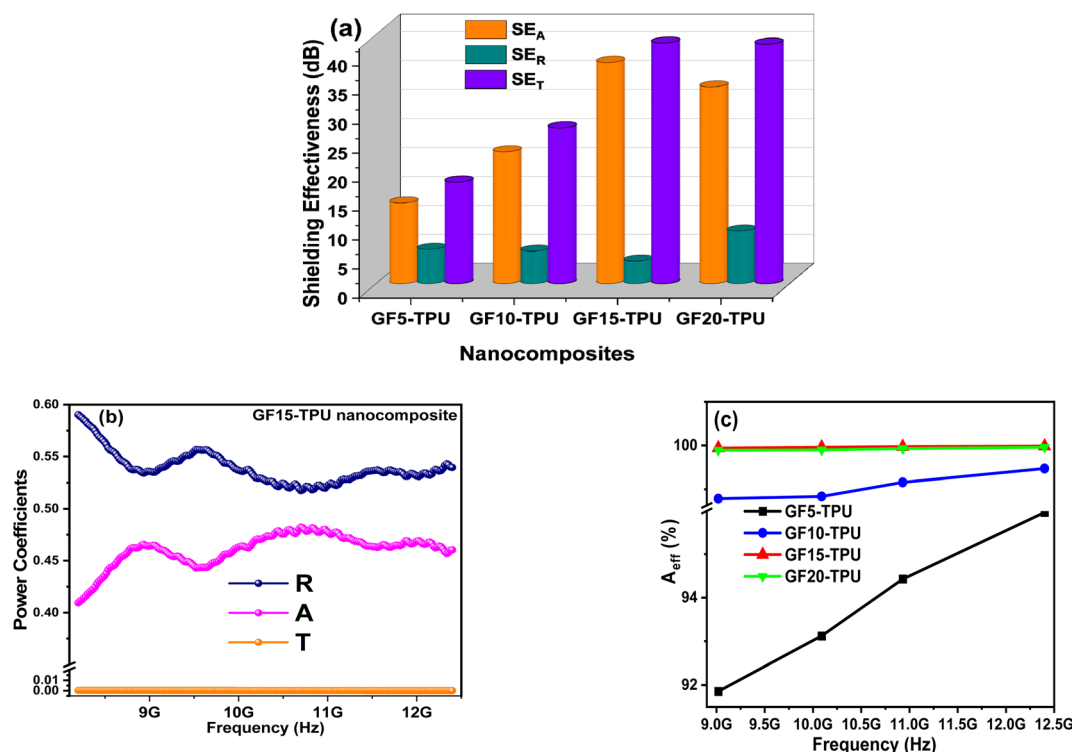 (a)
SE_A
SE_R
SE_T
Shielding Effectiveness (dB)
40
35
30
25
20
15
10
5
0
GF5-TPU GF10-TPU GF15-TPU GF20-TPU
Nanocomposites
(b)
GF15-TPU nanocomposite
Power Coefficients
0.60
0.55
0.50
0.45
0.40
0.01
0.00
R
A
T
9G 10G 11G 12G
Frequency (Hz)
(c)
A_eff (%)
100
94
92
GF5-TPU
GF10-TPU
GF15-TPU
GF20-TPU
9.0G 9.5G 10.0G 10.5G 11.0G 11.5G 12.0G 12.5G
Frequency (Hz)